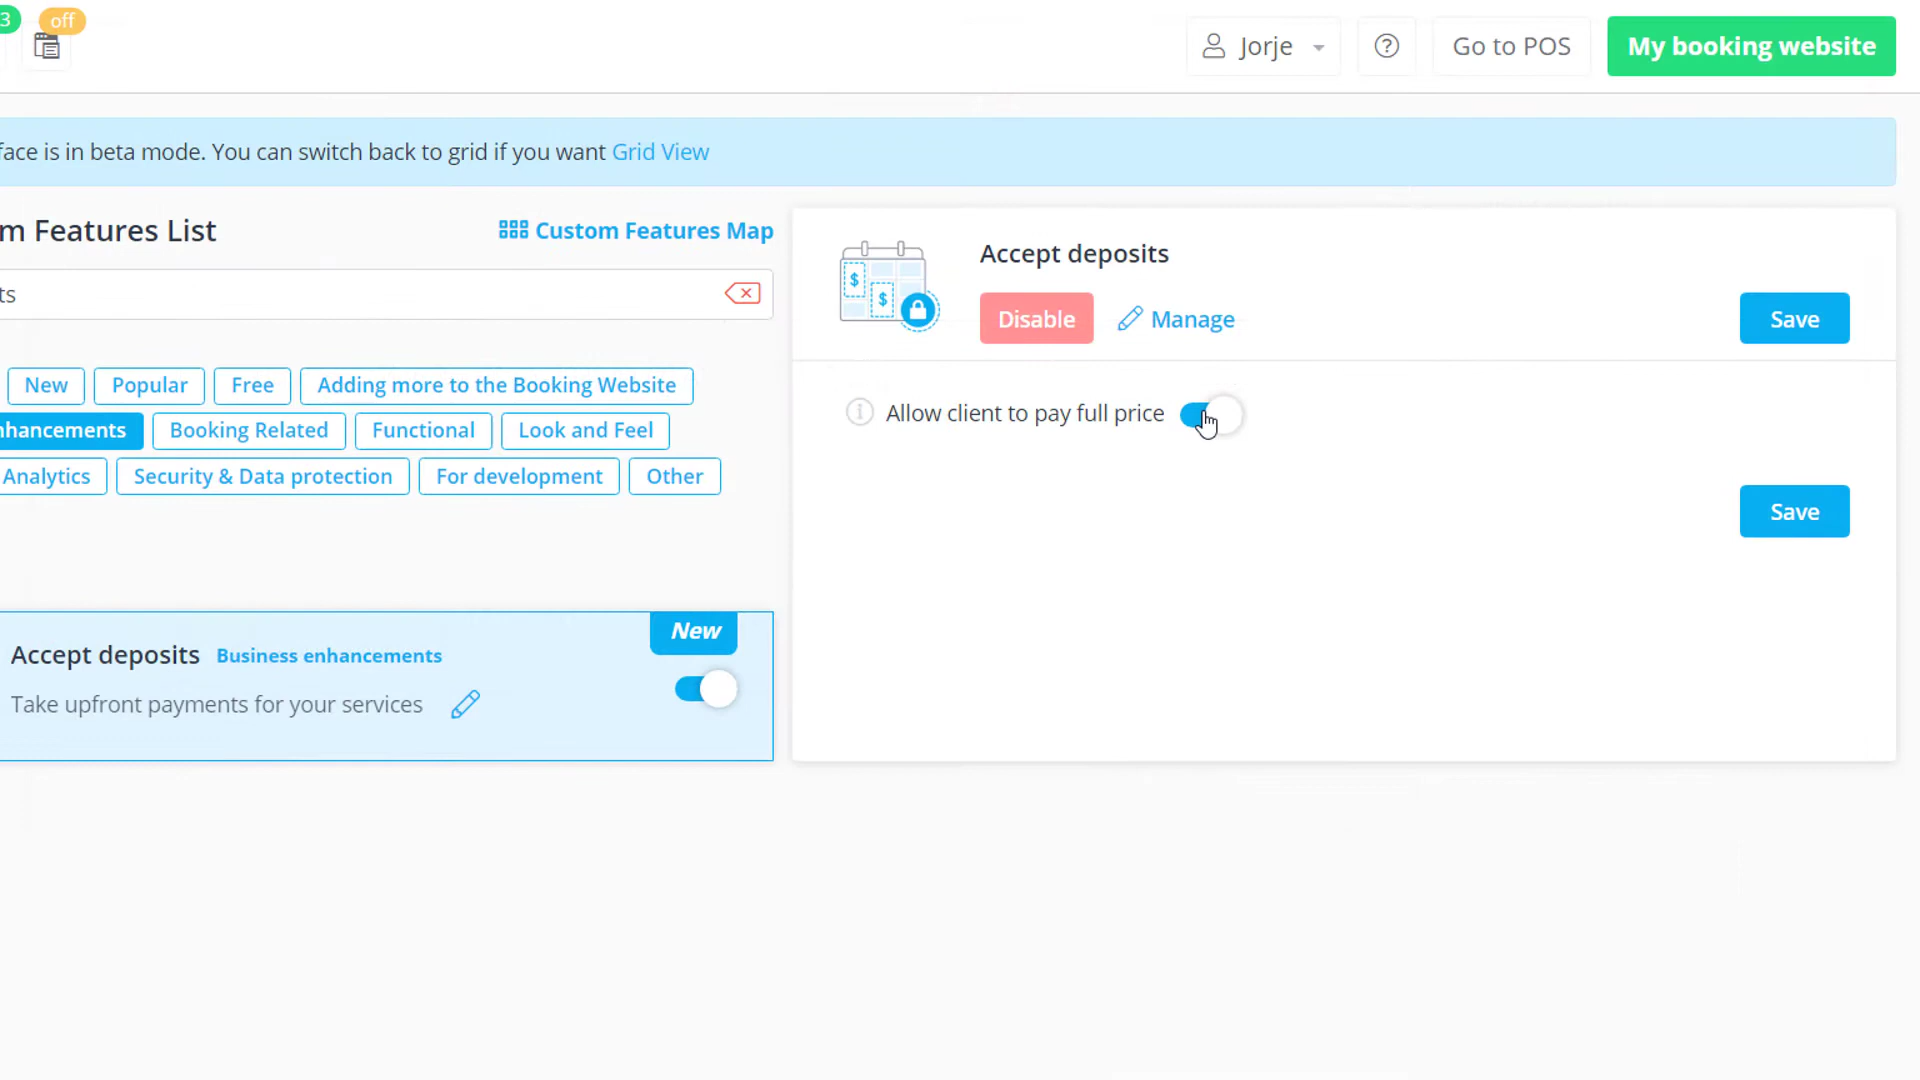 3
off
Jorje
Go to POS
My booking website
face is in beta mode. You can switch back to grid if you want Grid View
m Features List
Custom Features Map
ts
New
Popular
Free
Adding more to the Booking Website
nhancements
Booking Related
Functional
Look and Feel
Analytics
Security & Data protection
For development
Other
Accept deposits
Business enhancements
New
Take upfront payments for your services
Accept deposits
Disable
Manage
Save
Allow client to pay full price
Save